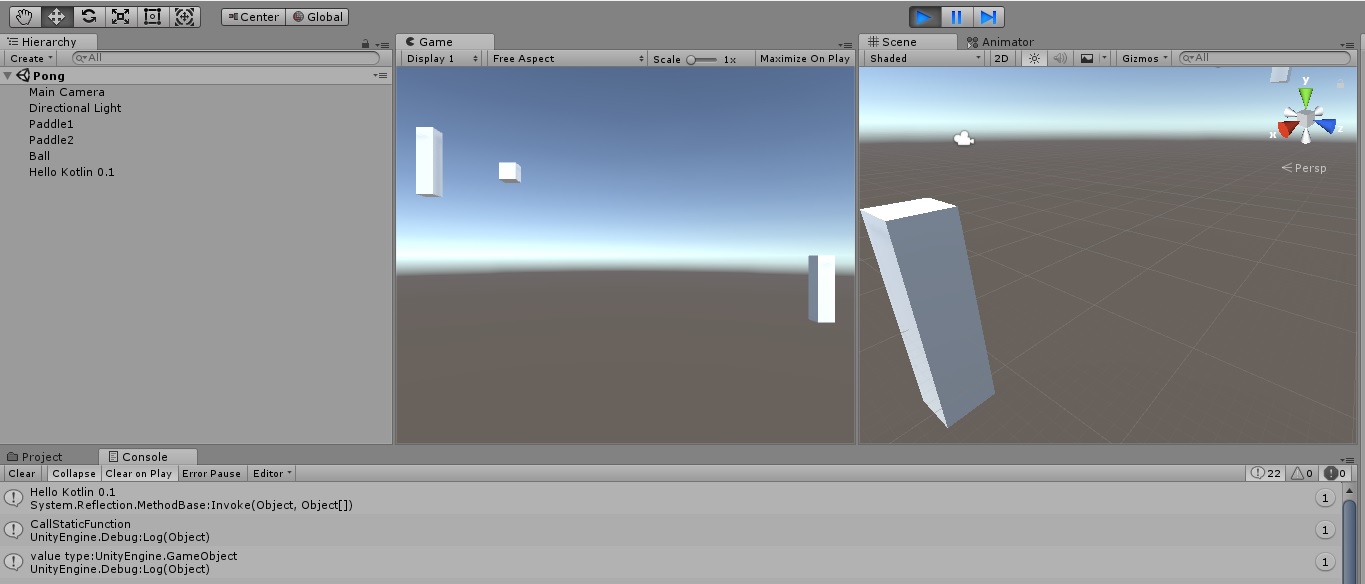 Center Global
Hierarchy
Create All
Pong
Main Camera
Directional Light
Paddle1
Paddle2
Ball
Hello Kotlin 0.1
Game
Display 1 Free Aspect Scale 1x Maximize On Play
Scene Animator
Shaded 2D Gizmos All
y
x z
Persp
Project Console
Clear Collapse Clear on Play Error Pause Editor 22 0 0
Hello Kotlin 0.1
System.Reflection.MethodBase:Invoke(Object, Object[]) 1
CallStaticFunction
UnityEngine.Debug:Log(Object) 1
value type:UnityEngine.GameObject
UnityEngine.Debug:Log(Object) 1